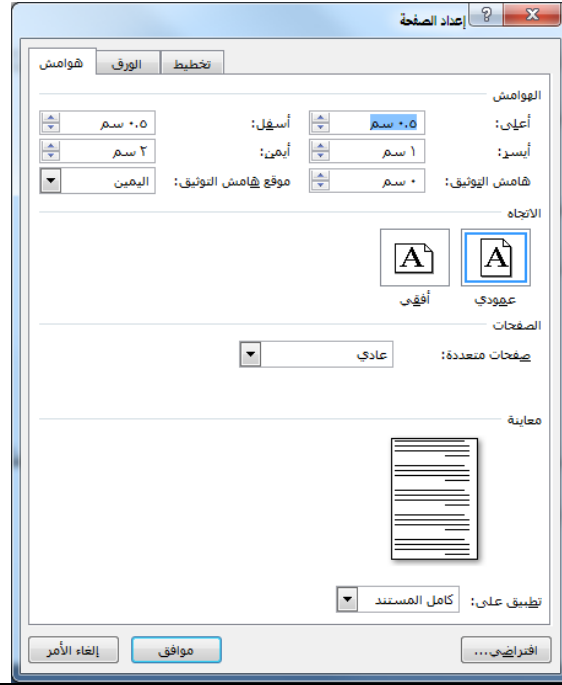 إعداد الصفحة
هوامش الورق تخطيط
الهوامش
أعلى: ٠.٥ سم أسفل: ٠.٥ سم
أيسر: ١ سم أيمن: ٢ سم
هامش التوثيق: ٠ سم موقع هامش التوثيق: اليمين
الاتجاه
A A
عمودي أفقي
الصفحات
صفحات متعددة: عادي
معاينة
تطبيق على: كامل المستند
افتراضي... موافق إلغاء الأمر